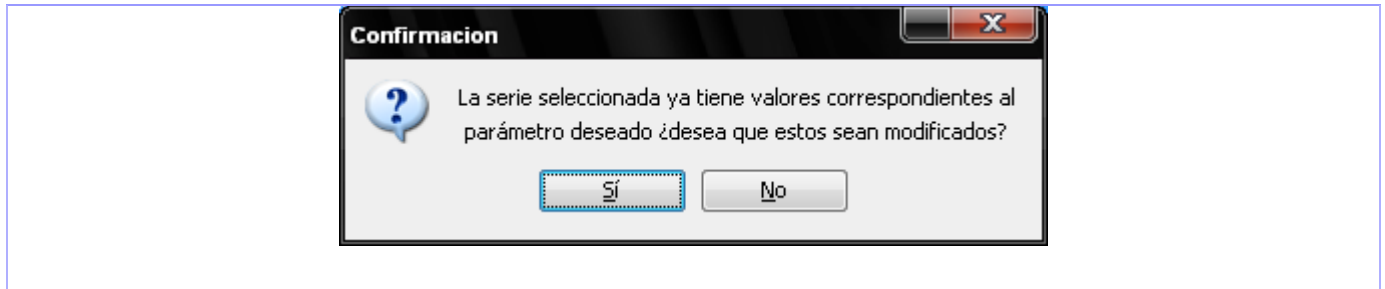 Confirmacion
La serie seleccionada ya tiene valores correspondientes al
parámetro deseado ¿desea que estos sean modificados?
Sí
No